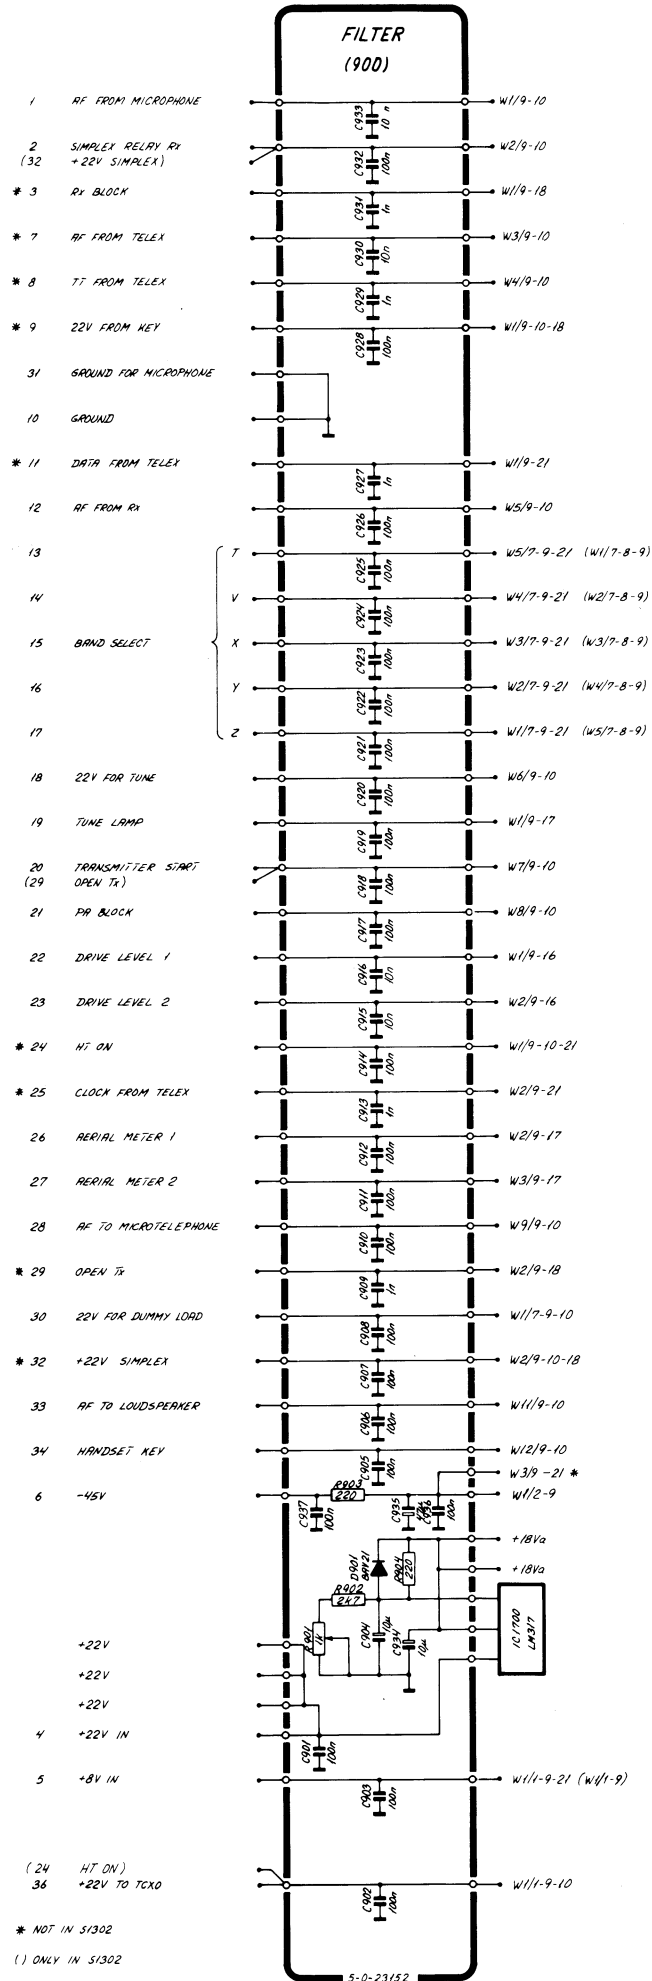 FILTER
(900)
1 AF FROM MICROPHONE C933 10n W1/9-10
2 SIMPLEX RELAY Rx C932 100n W2/9-10
(32 +22V SIMPLEX)
* 3 Rx BLOCK C931 1n W1/9-18
* 7 AF FROM TELEX C930 10n W3/9-10
* 8 TT FROM TELEX C929 1n W4/9-10
* 9 22V FROM KEY C928 100n W1/9-10-18
31 GROUND FOR MICROPHONE
10 GROUND
* 11 DATA FROM TELEX C927 1n W1/9-21
12 AF FROM Rx C926 100n W5/9-10
13 T C925 100n W5/7-9-21 (W1/7-8-9)
14 V C924 100n W4/7-9-21 (W2/7-8-9)
15 BAND SELECT X C923 100n W3/7-9-21 (W3/7-8-9)
16 Y C922 100n W2/7-9-21 (W4/7-8-9)
17 Z C921 100n W1/7-9-21 (W5/7-8-9)
18 22V FOR TUNE C920 100n W6/9-10
19 TUNE LAMP C919 100n W1/9-17
20 TRANSMITTER START C918 100n W7/9-10
(29 OPEN Tx)
21 PA BLOCK C917 100n W8/9-10
22 DRIVE LEVEL 1 C916 10n W1/9-16
23 DRIVE LEVEL 2 C915 10n W2/9-16
* 24 HT ON C914 100n W1/9-10-21
* 25 CLOCK FROM TELEX C913 1n W2/9-21
26 AERIAL METER 1 C912 100n W2/9-17
27 AERIAL METER 2 C911 100n W3/9-17
28 AF TO MICROTELEPHONE C910 100n W9/9-10
* 29 OPEN Tx C909 1n W2/9-18
30 22V FOR DUMMY LOAD C908 100n W1/7-9-10
* 32 +22V SIMPLEX C907 100n W2/9-10-18
33 AF TO LOUDSPEAKER C906 100n W11/9-10
34 HANDSET KEY C905 100n W12/9-10
W3/9-21 *
6 -45V C937 100n R903 220 C935 C936 100n W1/2-9
+18Va
D901 BAV21 R904 220
+18Va
R902 2k7
R901 1k C904 10µ C934 10µ IC1700 LM317
+22V
+22V
+22V
4 +22V IN C901 100n
5 +8V IN C903 100n W1/1-9-21 (W1/1-9)
(24 HT ON)
36 +22V TO TCXO C902 100n W1/1-9-10
* NOT IN S1302
() ONLY IN S1302
5-0-23152